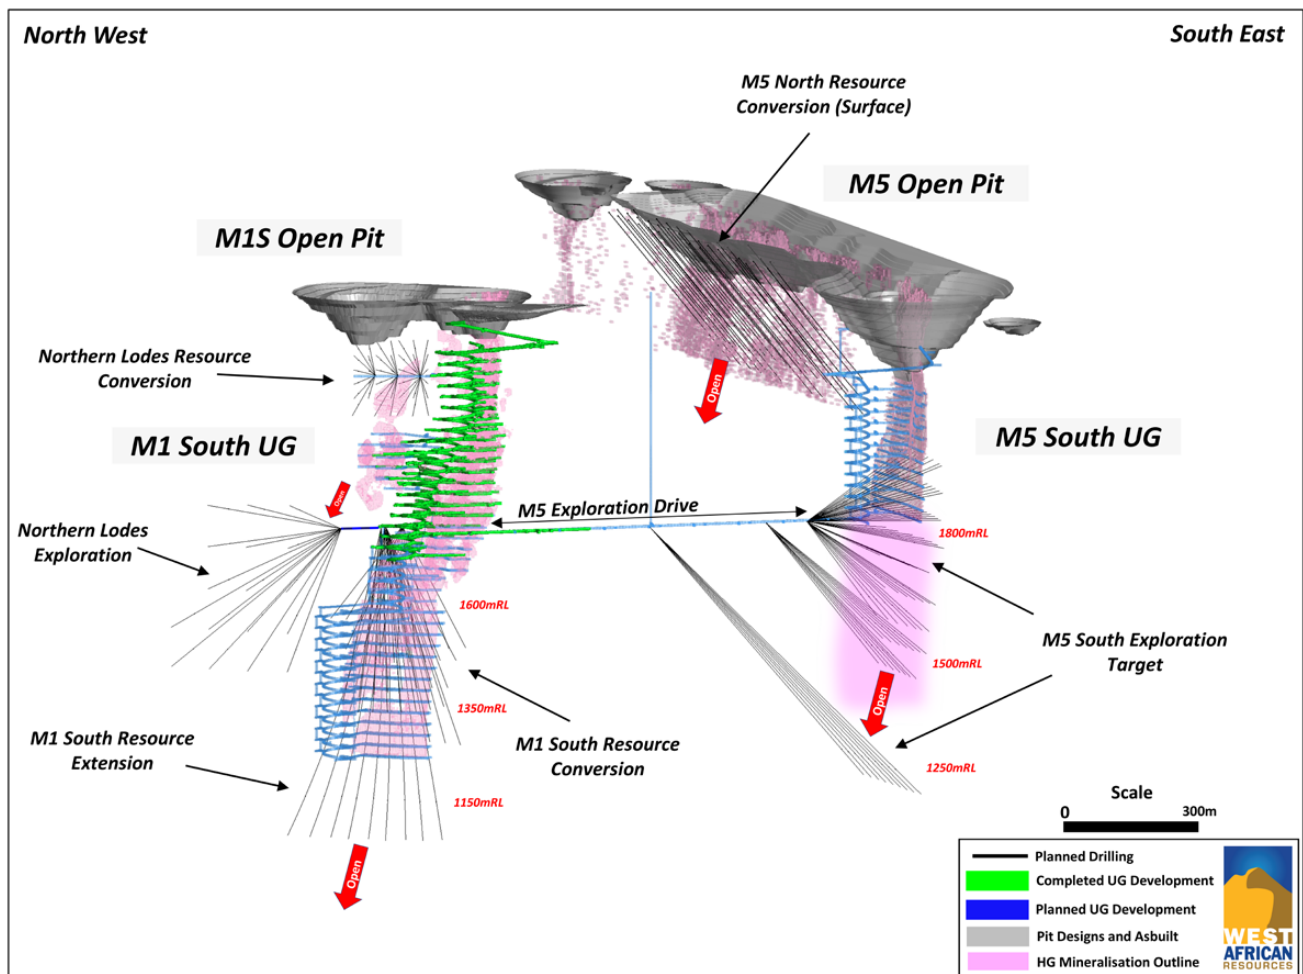 North West
South East
M5 North Resource
Conversion (Surface)
M5 Open Pit
M1S Open Pit
Northern Lodes Resource
Conversion
Open
M1 South UG
M5 South UG
Open
M5 Exploration Drive
Northern Lodes
Exploration
1800mRL
1600mRL
M5 South Exploration
Target
1500mRL
Open
1350mRL
M1 South Resource
Extension
M1 South Resource
Conversion
1250mRL
1150mRL
Scale
0 300m
Open
Planned Drilling
Completed UG Development
Planned UG Development
Pit Designs and Asbuilt
HG Mineralisation Outline
WEST
AFRICAN
RESOURCES